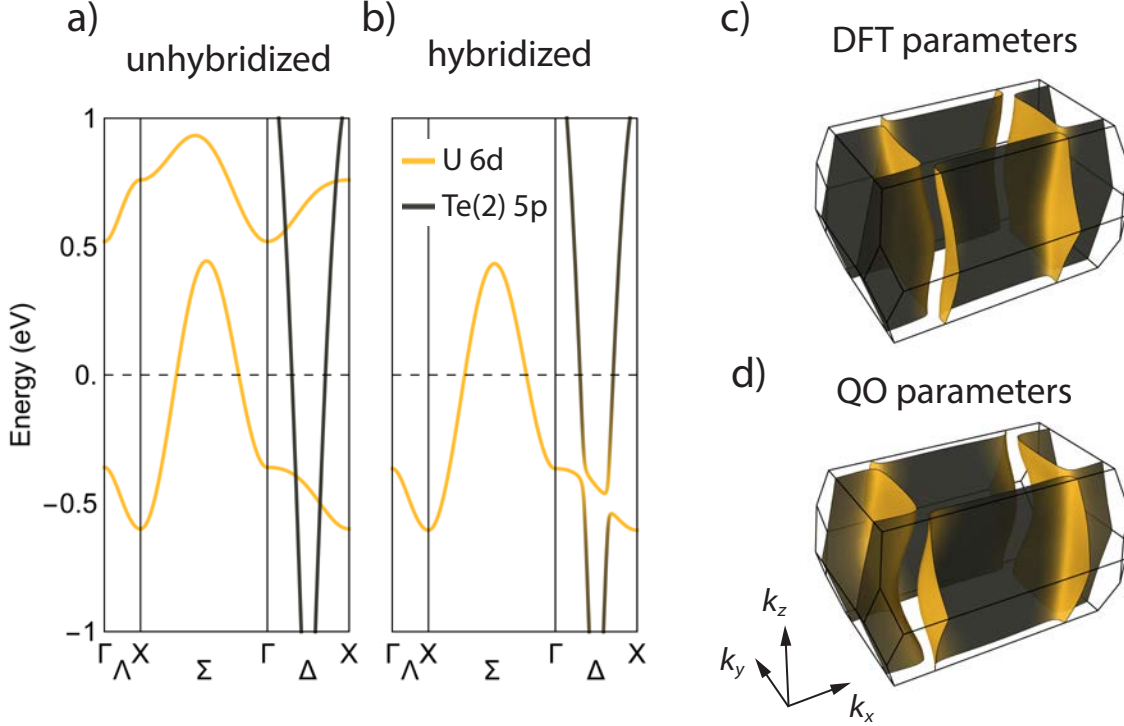 a)
unhybridized
b)
hybridized
c)
DFT parameters
d)
QO parameters
Energy (eV)
1
0.5
0.
−0.5
−1
U 6d
Te(2) 5p
Γ Λ X Σ Γ Δ X
Γ Λ X Σ Γ Δ X
kz
ky
kx